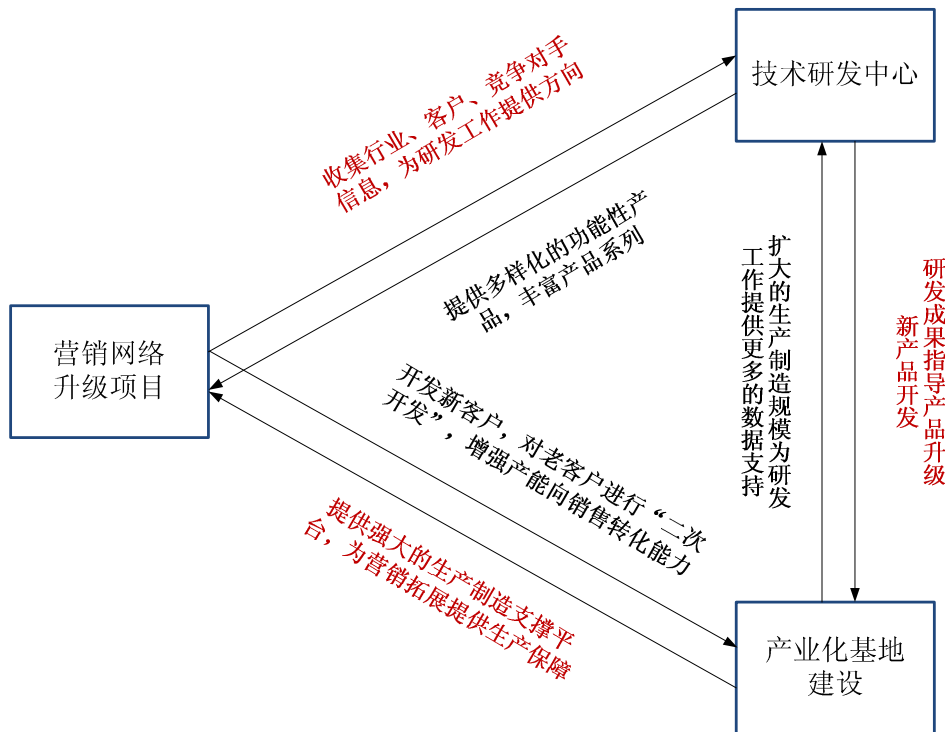 技术研发中心
收集行业、客户、竞争对手
信息，为研发工作提供方向
提供多样化的功能性产
品，丰富产品系列
扩大的生产制造规模为研发
工作提供更多的数据支持
研发成果指导产品升级
新产品开发
营销网络
升级项目
开发新客户，对老客户进行“二次
开发”，增强产能向销售转化能力
提供强大的生产制造支撑平
台，为营销拓展提供生产保障
产业化基地
建设